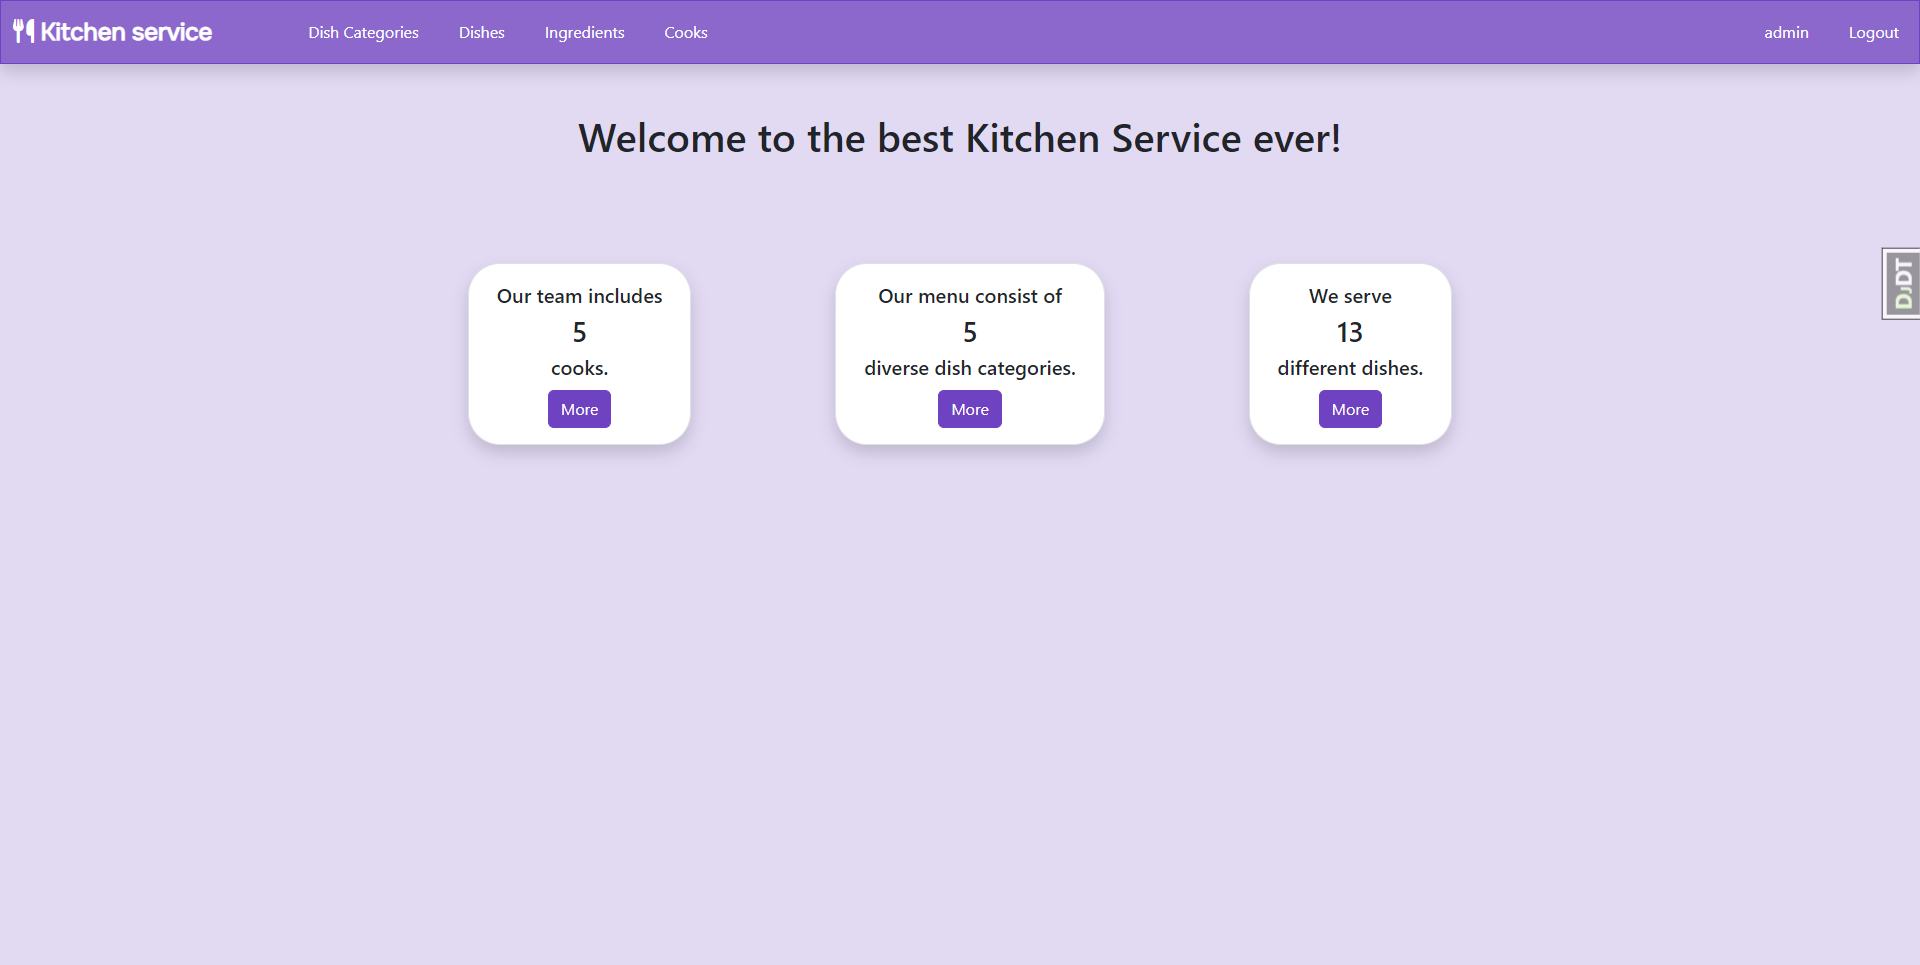 Kitchen service
Dish Categories
Dishes
Ingredients
Cooks
admin
Logout
Welcome to the best Kitchen Service ever!
Our team includes
5
cooks.
More
Our menu consist of
5
diverse dish categories.
More
We serve
13
different dishes.
More
DJDT